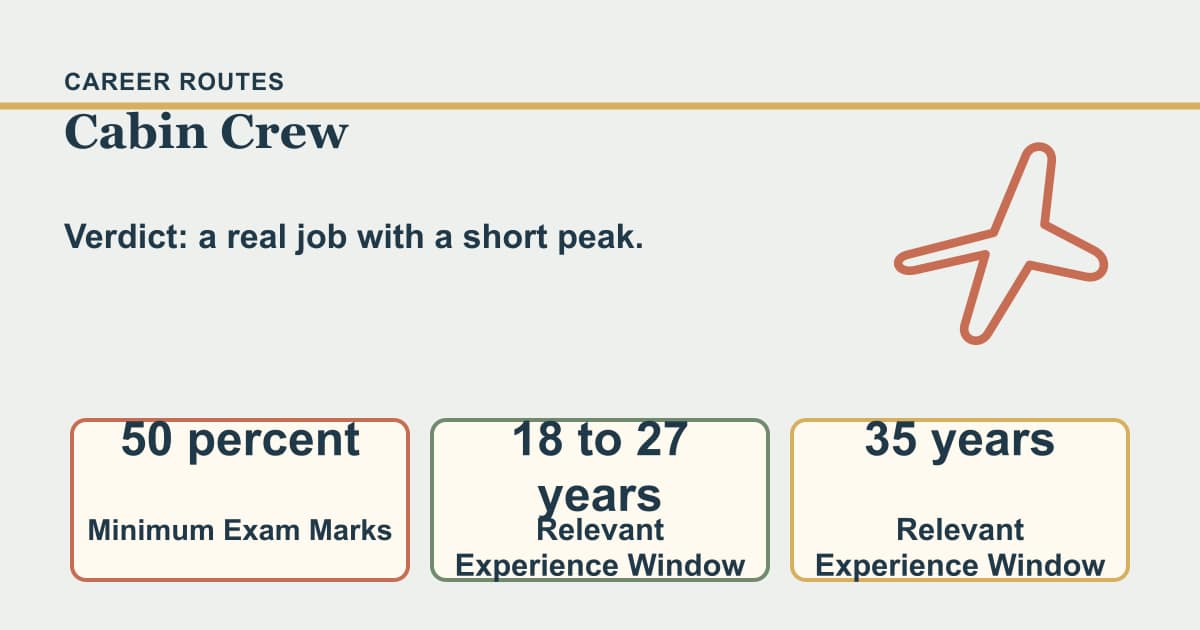 CAREER ROUTES
Cabin Crew
Verdict: a real job with a short peak.
50 percent
Minimum Exam Marks
18 to 27
years
Relevant
Experience Window
35 years
Relevant
Experience Window